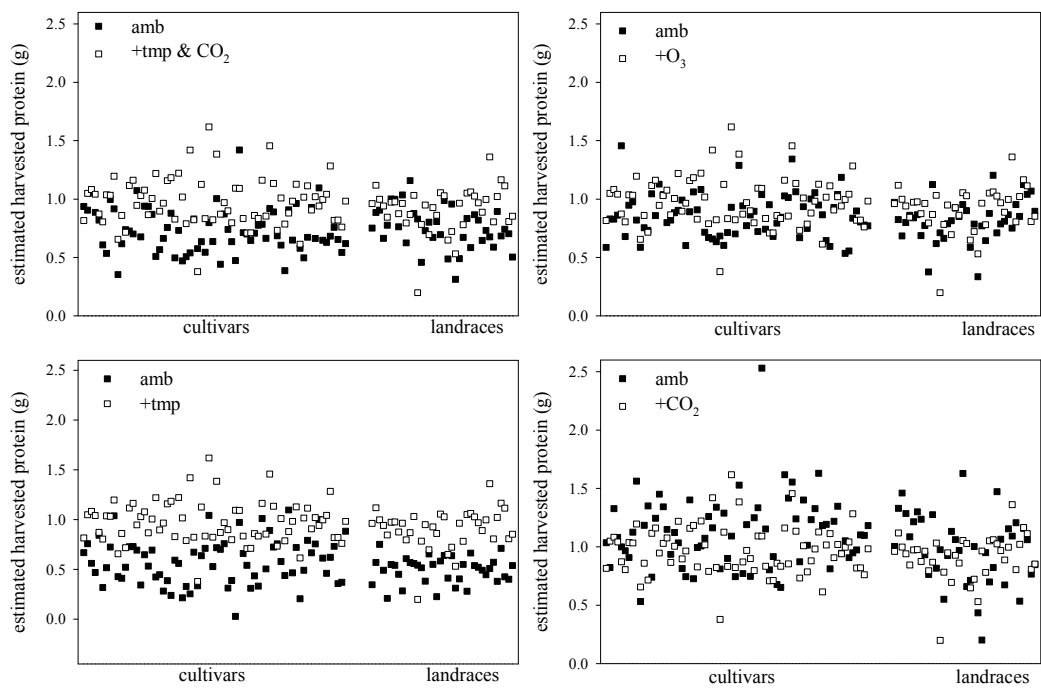 estimated harvested protein (g)
2.5
2.0
1.5
1.0
0.5
0.0
amb
+tmp & CO₂
cultivars
landraces
estimated harvested protein (g)
2.5
2.0
1.5
1.0
0.5
0.0
amb
+O₃
cultivars
landraces
estimated harvested protein (g)
2.5
2.0
1.5
1.0
0.5
0.0
amb
+tmp
cultivars
landraces
estimated harvested protein (g)
2.5
2.0
1.5
1.0
0.5
0.0
amb
+CO₂
cultivars
landraces